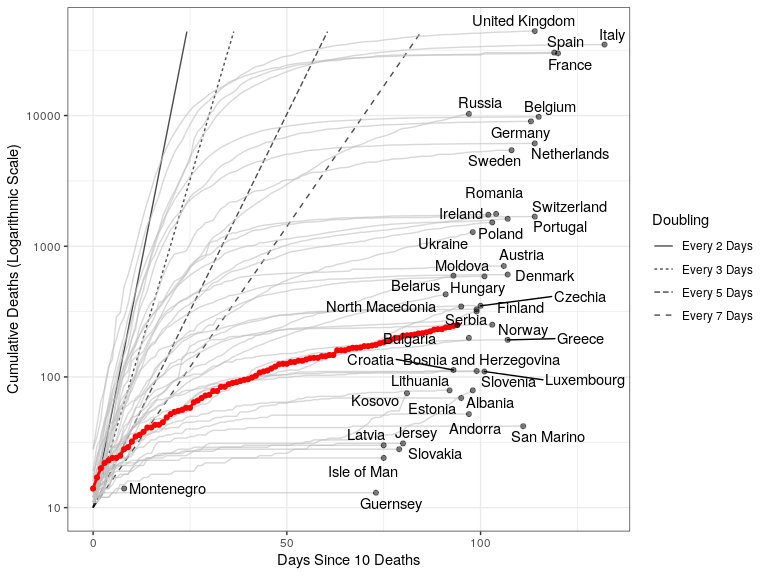 United Kingdom
Italy
Spain
France
Russia
Belgium
10000
Germany
Netherlands
Sweden
Romania
Ireland
Switzerland
Poland
Portugal
Ukraine
1000
Austria
Moldova
Denmark
Belarus
Hungary
Czechia
North Macedonia
Finland
Serbia
Norway
Bulgaria
Greece
Croatia
Bosnia and Herzegovina
100
Lithuania
Slovenia
Luxembourg
Kosovo
Estonia
Albania
Andorra
Latvia
Jersey
San Marino
Slovakia
Isle of Man
Montenegro
Guernsey
10
0
50
100
Days Since 10 Deaths
Cumulative Deaths (Logarithmic Scale)
Doubling
Every 2 Days
Every 3 Days
Every 5 Days
Every 7 Days